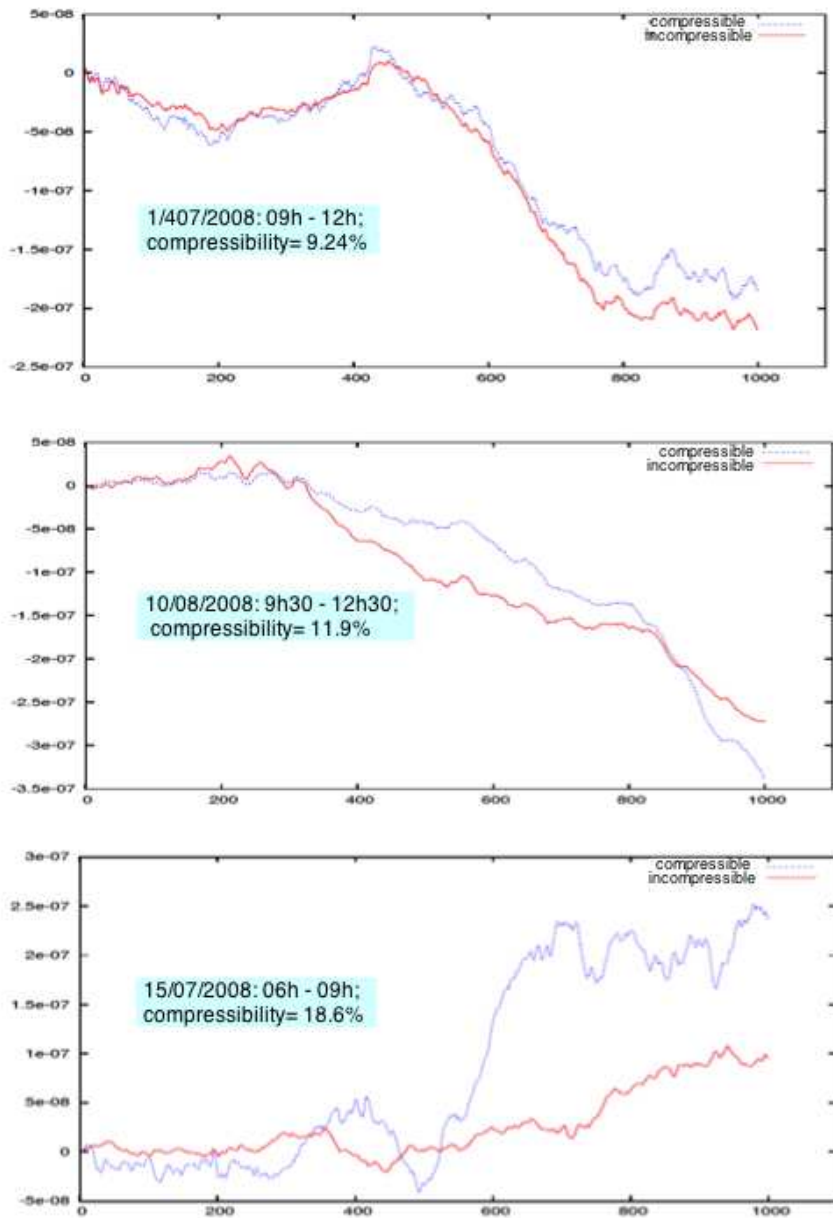 5e-08
0
-5e-08
-1e-07
-1.5e-07
-2e-07
-2.5e-07
0 200 400 600 800 1000
compressible
incompressible
1/407/2008: 09h - 12h;
compressibility= 9.24%
5e-08
0
-5e-08
-1e-07
-1.5e-07
-2e-07
-2.5e-07
-3e-07
-3.5e-07
0 200 400 600 800 1000
compressible
incompressible
10/08/2008: 9h30 - 12h30;
compressibility= 11.9%
3e-07
2.5e-07
2e-07
1.5e-07
1e-07
5e-08
0
-5e-08
0 200 400 600 800 1000
compressible
incompressible
15/07/2008: 06h - 09h;
compressibility= 18.6%